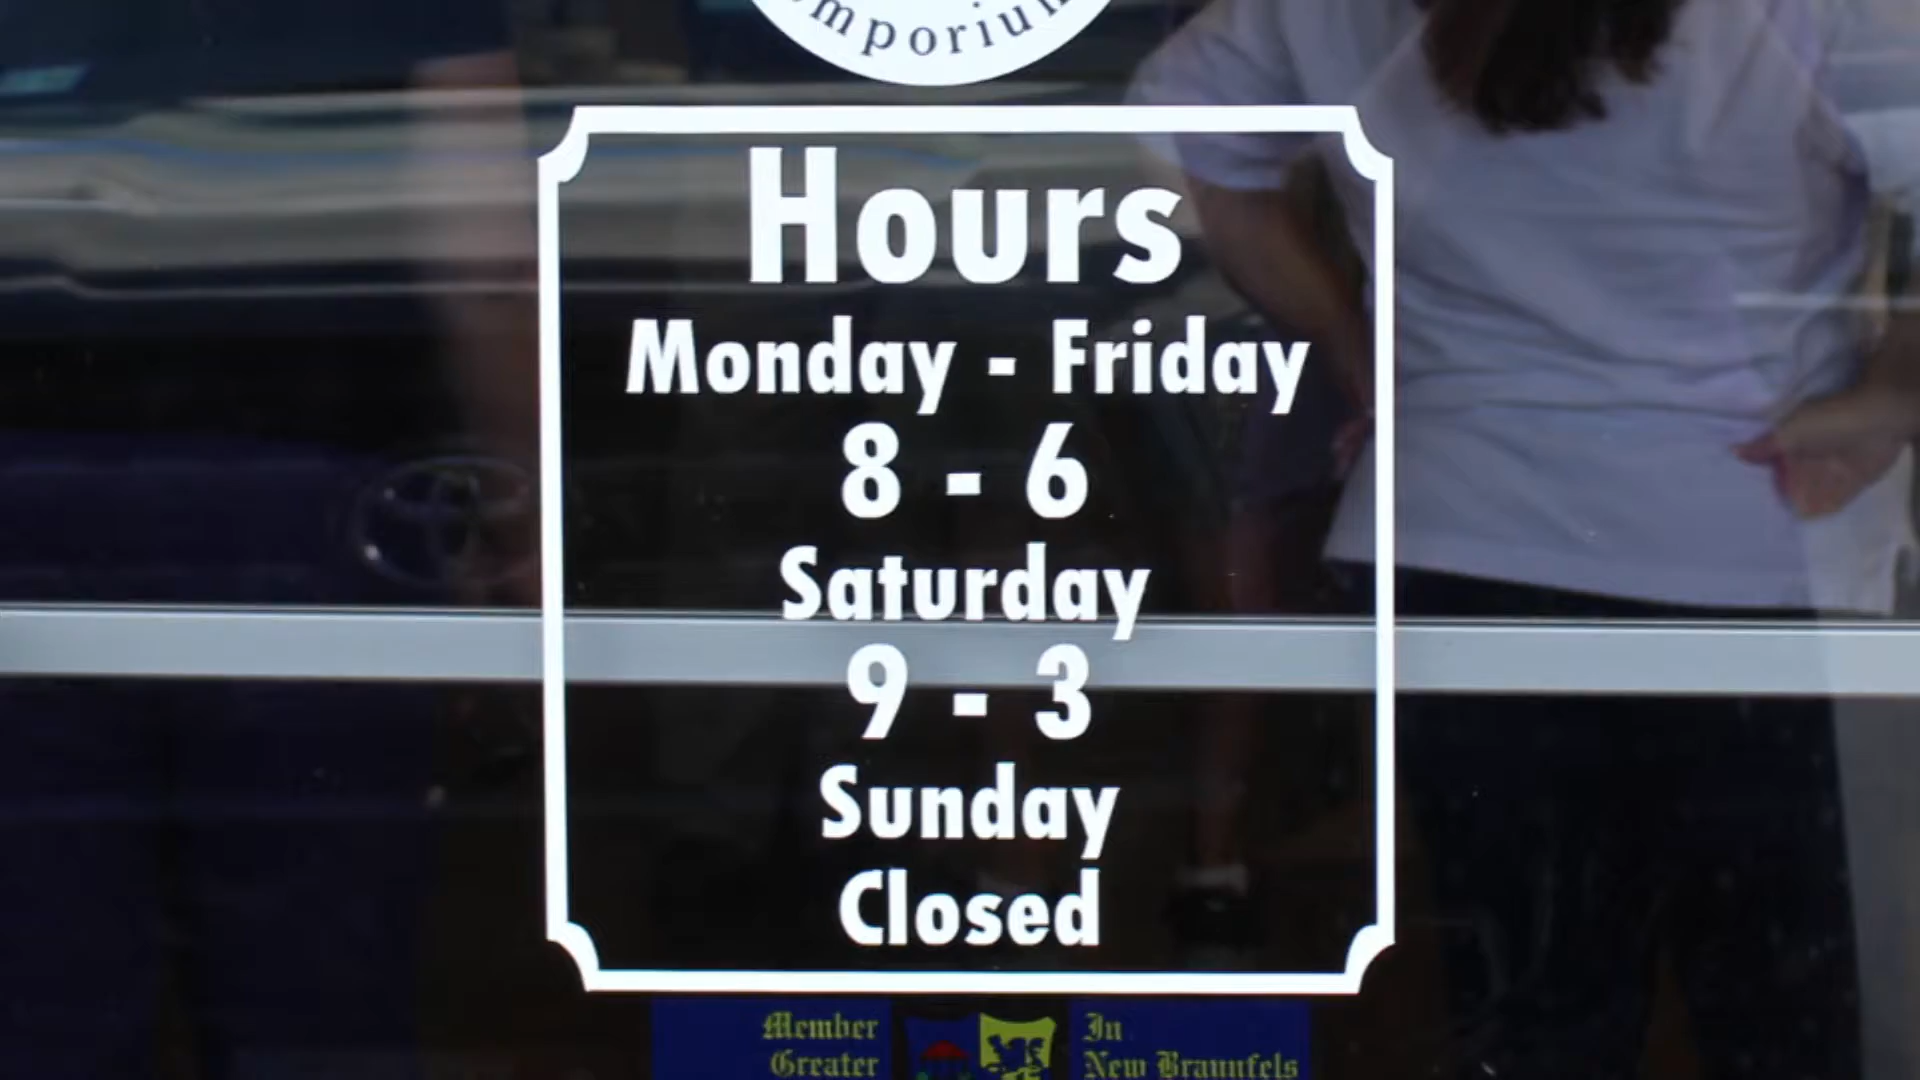 mporium
Hours
Monday - Friday
8 - 6
Saturday
9 - 3
Sunday
Closed
Member
Greater
In
New Braunfels